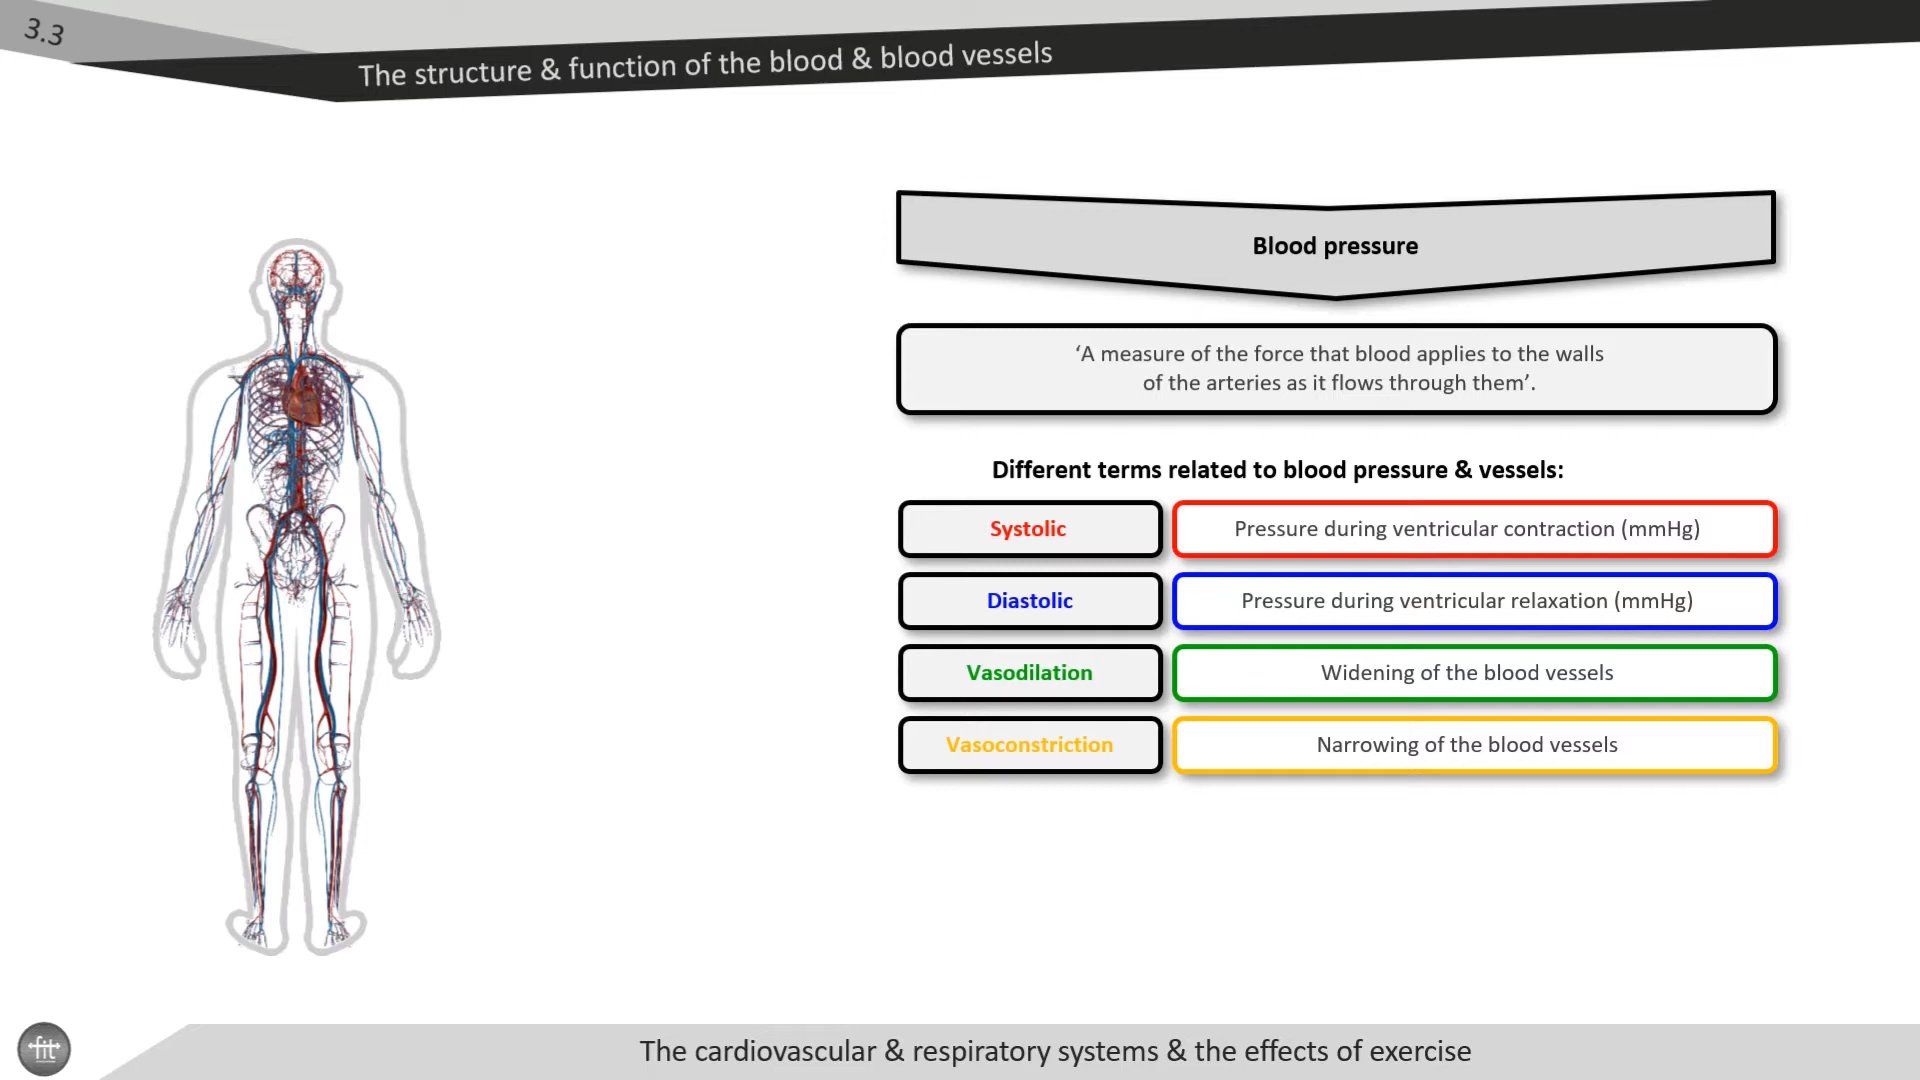 3.3
The structure & function of the blood & blood vessels
Blood pressure
‘A measure of the force that blood applies to the walls
of the arteries as it flows through them’.
Different terms related to blood pressure & vessels:
Systolic
Pressure during ventricular contraction (mmHg)
Diastolic
Pressure during ventricular relaxation (mmHg)
Vasodilation
Widening of the blood vessels
Vasoconstriction
Narrowing of the blood vessels
fit
The cardiovascular & respiratory systems & the effects of exercise